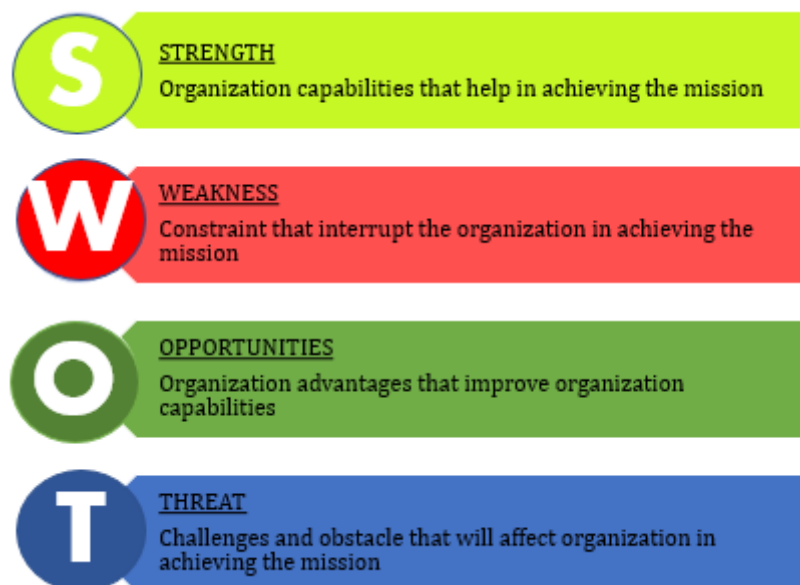 S
STRENGTH
Organization capabilities that help in achieving the mission
W
WEAKNESS
Constraint that interrupt the organization in achieving the
mission
O
OPPORTUNITIES
Organization advantages that improve organization
capabilities
T
THREAT
Challenges and obstacle that will affect organization in
achieving the mission